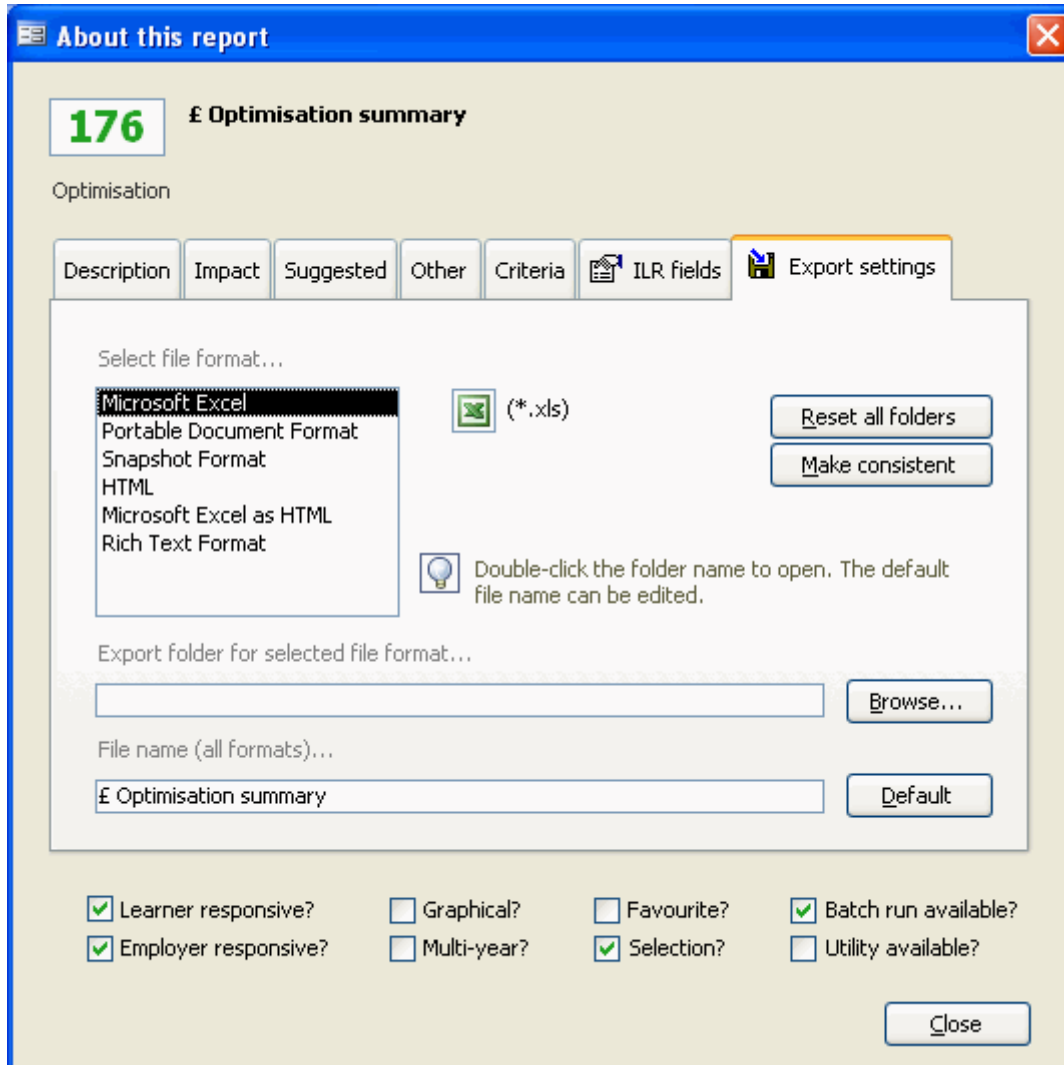 About this report
176
£ Optimisation summary
Optimisation
Description
Impact
Suggested
Other
Criteria
ILR fields
Export settings
Select file format...
Microsoft Excel
Portable Document Format
Snapshot Format
HTML
Microsoft Excel as HTML
Rich Text Format
(*.xls)
Reset all folders
Make consistent
Double-click the folder name to open. The default
file name can be edited.
Export folder for selected file format...
Browse...
File name (all formats)...
£ Optimisation summary
Default
Learner responsive?
Graphical?
Favourite?
Batch run available?
Employer responsive?
Multi-year?
Selection?
Utility available?
Close